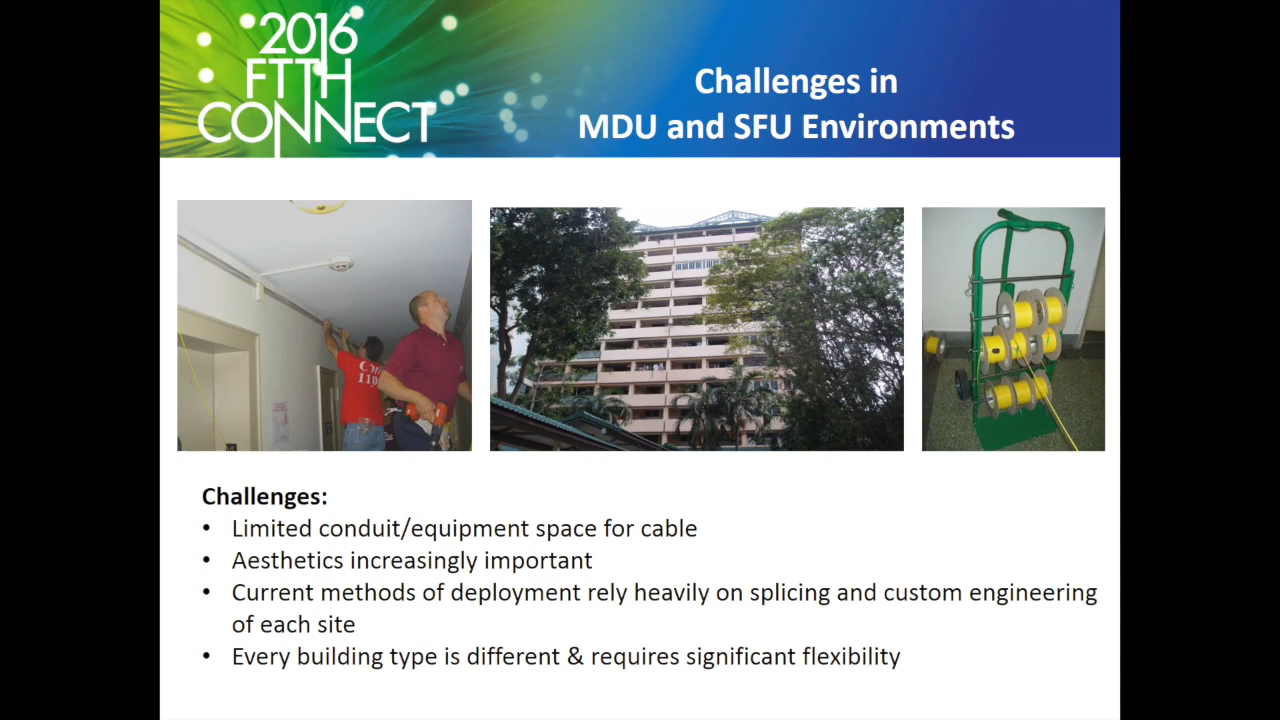 2016
FTTH
CONNECT
Challenges in
MDU and SFU Environments
110
Challenges:
• Limited conduit/equipment space for cable
• Aesthetics increasingly important
• Current methods of deployment rely heavily on splicing and custom engineering
of each site
• Every building type is different & requires significant flexibility